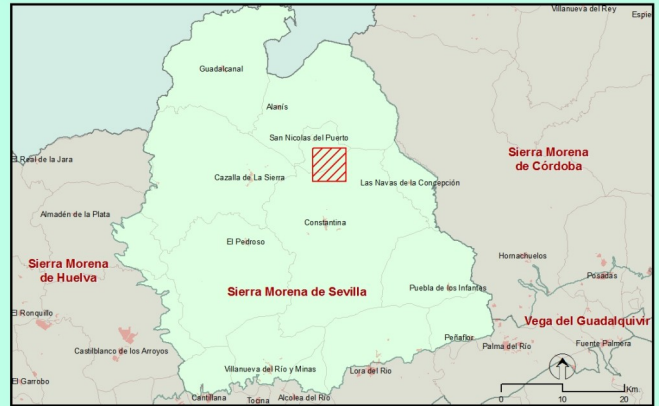 Villanueva del Rey
Espie
Guadalcanal
Alanís
San Nicolas del Puerto
El Real de la Jara
Sierra Morena
de Córdoba
Cazalla de La Sierra
Las Navas de la Concepción
Almadén de la Plata
Constantina
El Pedroso
Hornachuelos
Sierra Morena
de Huelva
Posadas
Sierra Morena de Sevilla
Puebla de los Infantes
El Ronquillo
Vega del Guadalquivir
Peñaflor
Palma del Río
Fuente Palmera
Castilblanco de los Arroyos
Villanueva del Río y Minas
Lora del Rio
El Garrobo
Km.
0
10
20
Cantillana
Tocina
Alcolea del Río